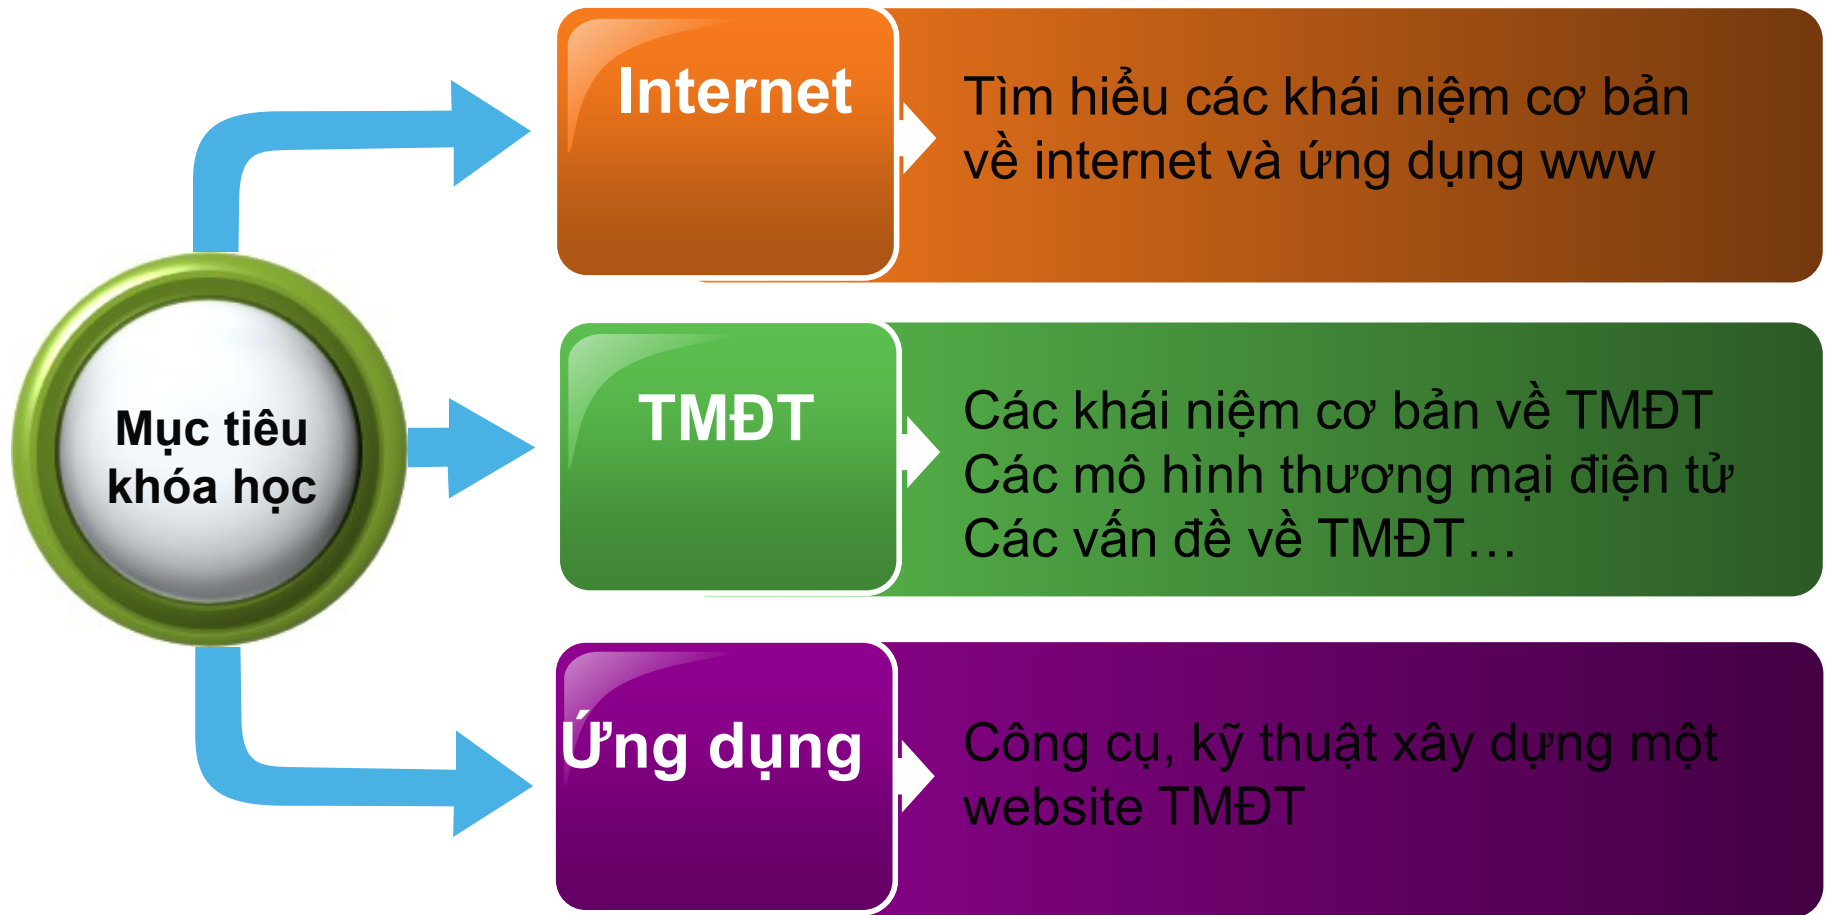 Mục tiêu
khóa học
Internet
Tìm hiểu các khái niệm cơ bản
về internet và ứng dụng www
TMĐT
Các khái niệm cơ bản về TMĐT
Các mô hình thương mại điện tử
Các vấn đề về TMĐT…
Ứng dụng
Công cụ, kỹ thuật xây dựng một
website TMĐT